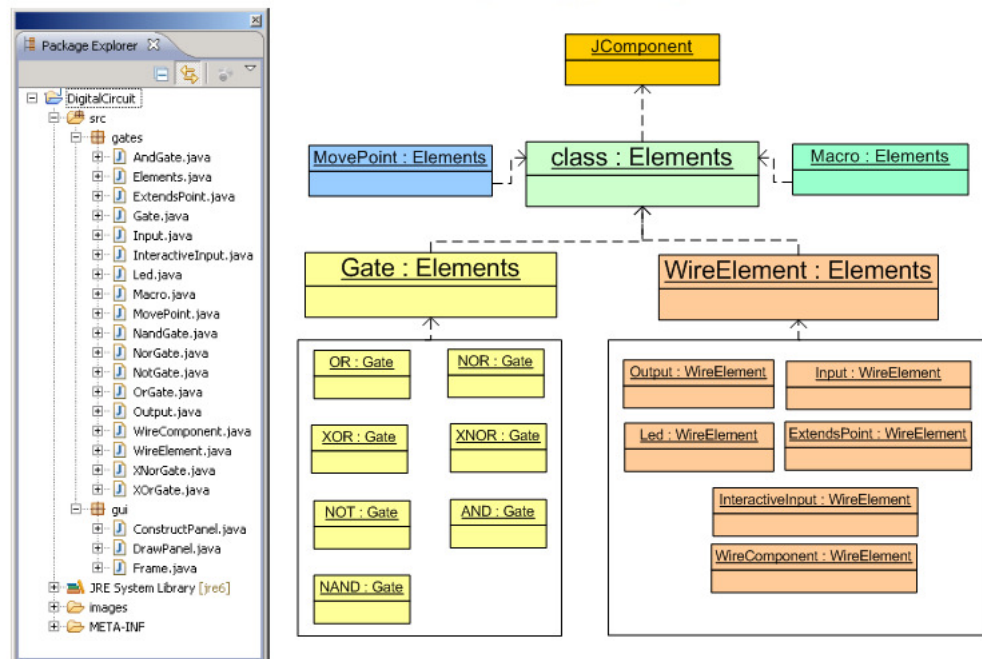 Package Explorer
DigitalCircuit
src
gates
AndGate.java
Elements.java
ExtendsPoint.java
Gate.java
Input.java
InteractiveInput.java
Led.java
Macro.java
MovePoint.java
NandGate.java
NorGate.java
NotGate.java
OrGate.java
Output.java
WireComponent.java
WireElement.java
XNorGate.java
XOrGate.java
gui
ConstructPanel.java
DrawPanel.java
Frame.java
JRE System Library [jre6]
images
META-INF
JComponent
MovePoint : Elements
class : Elements
Macro : Elements
Gate : Elements
WireElement : Elements
OR : Gate
NOR : Gate
XOR : Gate
XNOR : Gate
NOT : Gate
AND : Gate
NAND : Gate
Output : WireElement
Input : WireElement
Led : WireElement
ExtendsPoint : WireElement
InteractiveInput : WireElement
WireComponent : WireElement